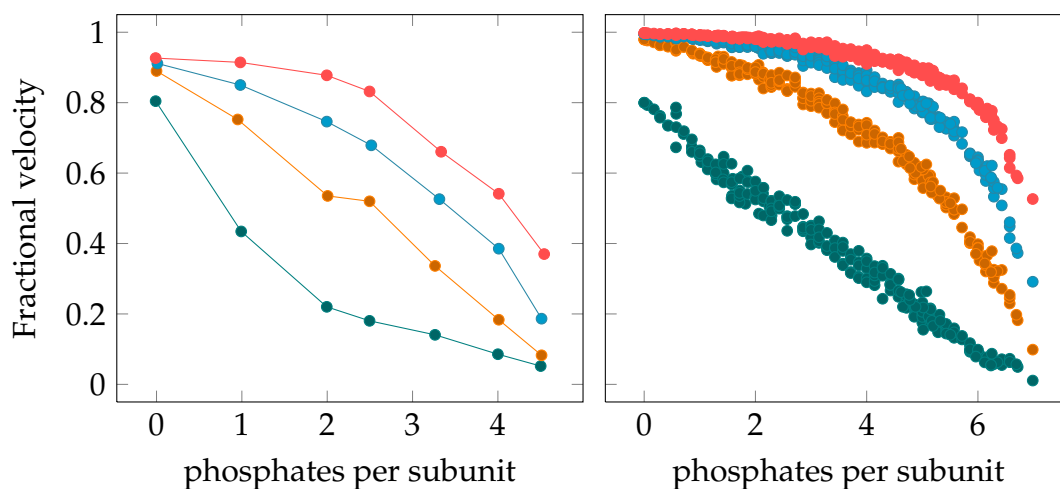 Fractional velocity
1
0.8
0.6
0.4
0.2
0
0 1 2 3 4
phosphates per subunit
0 2 4 6
phosphates per subunit